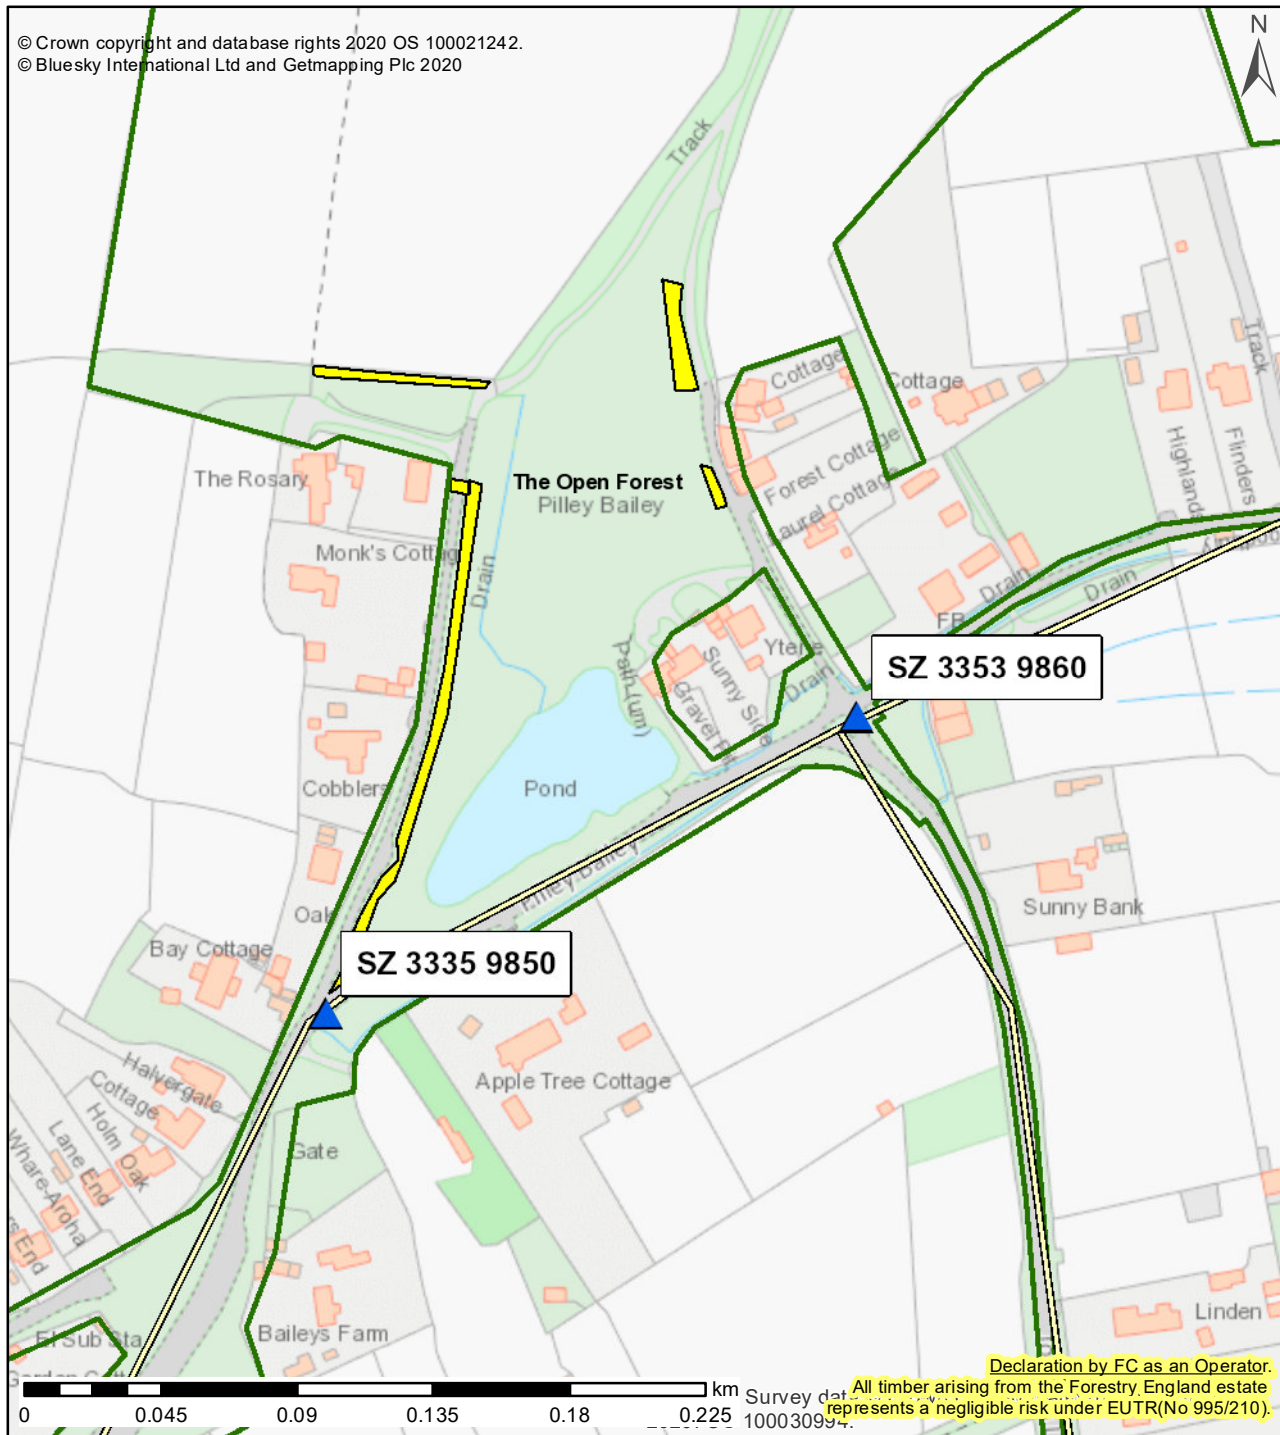 © Crown copyright and database rights 2020 OS 100021242.
© Bluesky International Ltd and Getmapping Plc 2020
N
Track
Track
Cottage
Cottage
Highlands
Flinders
The Rosary
The Open Forest
Pilley Bailey
Forest Cottage
Laurel Cottage
Monk's Cottag
Drain
Drain
Drain
FB
SZ 3353 9860
Path (um)
Sunny Side
Gravel Pit
Drain
Cobblers
Pond
Pilley Bailey
Sunny Bank
Oak
Bay Cottage
SZ 3335 9850
Halvergate
Cottage
Holm Oak
Lane End
Whare-Aroha
rs End
Apple Tree Cottage
Gate
Linden
El Sub Sta
Baileys Farm
Declaration by FC as an Operator.
All timber arising from the Forestry England estate
represents a negligible risk under EUTR(No 995/210).
km
Survey
100030994.
0 0.045 0.09 0.135 0.18 0.225